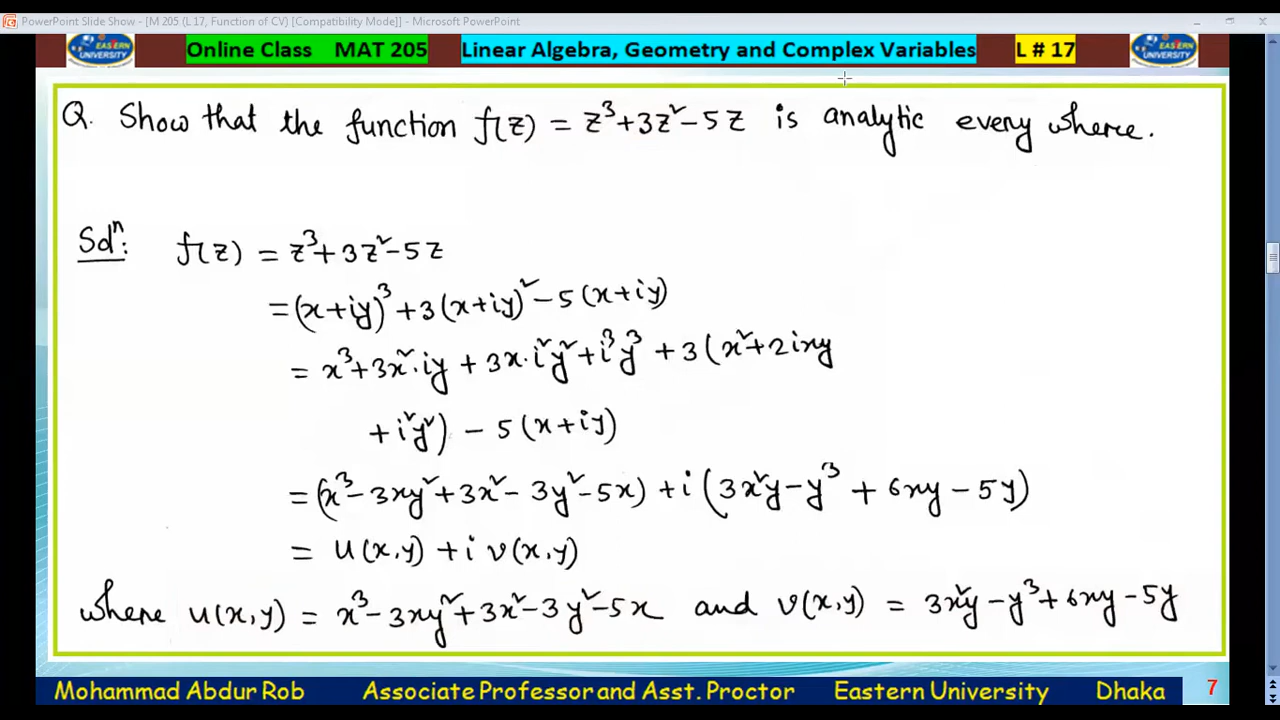 PowerPoint Slide Show - [M 205 (L 17, Function of CV) [Compatibility Mode]] - Microsoft PowerPoint
EASTERN UNIVERSITY Online Class MAT 205 Linear Algebra, Geometry and Complex Variables L # 17 EASTERN UNIVERSITY
Q. Show that the function f(z) = z³+3z²-5z is analytic every where.
Solⁿ: f(z) = z³+3z²-5z
=(x+iy)³+3(x+iy)²-5(x+iy)
= x³+3x²·iy+3x·i²y²+i³y³+3(x²+2ixy
+i²y²)-5(x+iy)
=(x³-3xy²+3x²-3y²-5x)+i(3x²y-y³+6xy-5y)
= u(x,y)+i v(x,y)
where u(x,y) = x³-3xy²+3x²-3y²-5x and v(x,y) = 3x²y-y³+6xy-5y
Mohammad Abdur Rob Associate Professor and Asst. Proctor Eastern University Dhaka 7